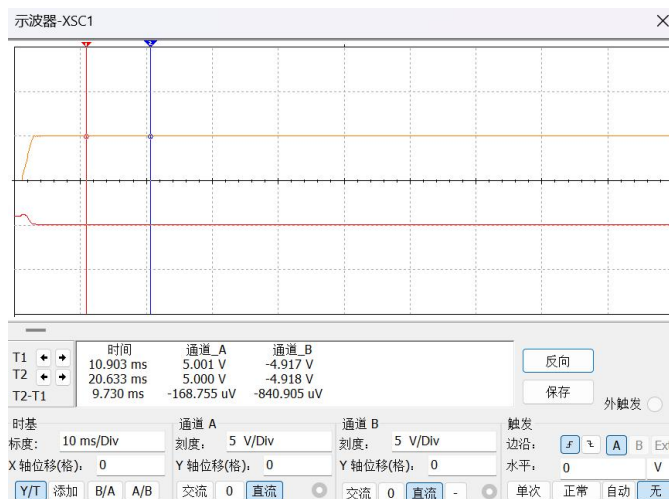 示波器-XSC1
1 2
时间 通道_A 通道_B
T1 10.903 ms 5.001 V -4.917 V
T2 20.633 ms 5.000 V -4.918 V
T2-T1 9.730 ms -168.755 uV -840.905 uV
反向
保存
外触发
时基 通道 A 通道 B 触发
标度: 10 ms/Div 刻度: 5 V/Div 刻度: 5 V/Div 边沿: A B Ext
X 轴位移(格): 0 Y 轴位移(格): 0 Y 轴位移(格): 0 水平: 0 V
Y/T 添加 B/A A/B 交流 0 直流 交流 0 直流 - 单次 正常 自动 无